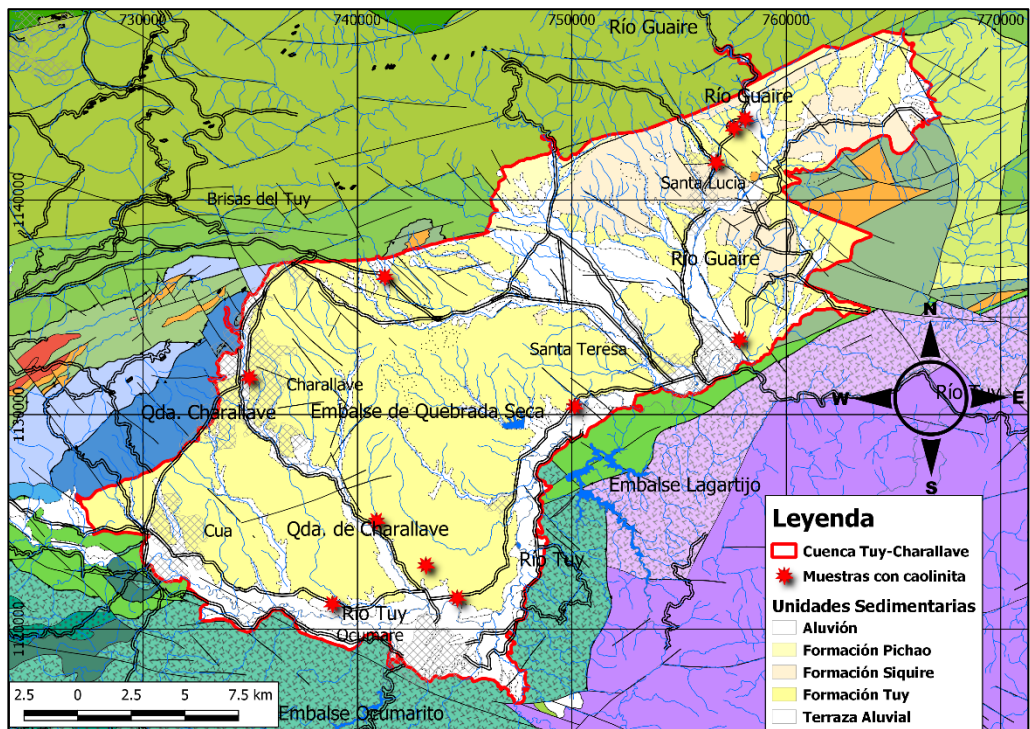 730000
740000
750000
760000
770000
Río Guaire
Río Guaire
Santa Lucia
1140000
1140000
Brisas del Tuy
Río Guaire
Santa Teresa
N
Charallave
Río Tuy
W
E
Qda. Charallave
Embalse de Quebrada Seca
1130000
1130000
S
Embalse Lagartijo
Cua
Qda. de Charallave
Río Tuy
Río Tuy
Ocumare
1120000
Embalse Ocumarito
2.5 0 2.5 5 7.5 km
Leyenda
Cuenca Tuy-Charallave
Muestras con caolinita
Unidades Sedimentarias
Aluvión
Formación Pichao
Formación Siquire
Formación Tuy
Terraza Aluvial